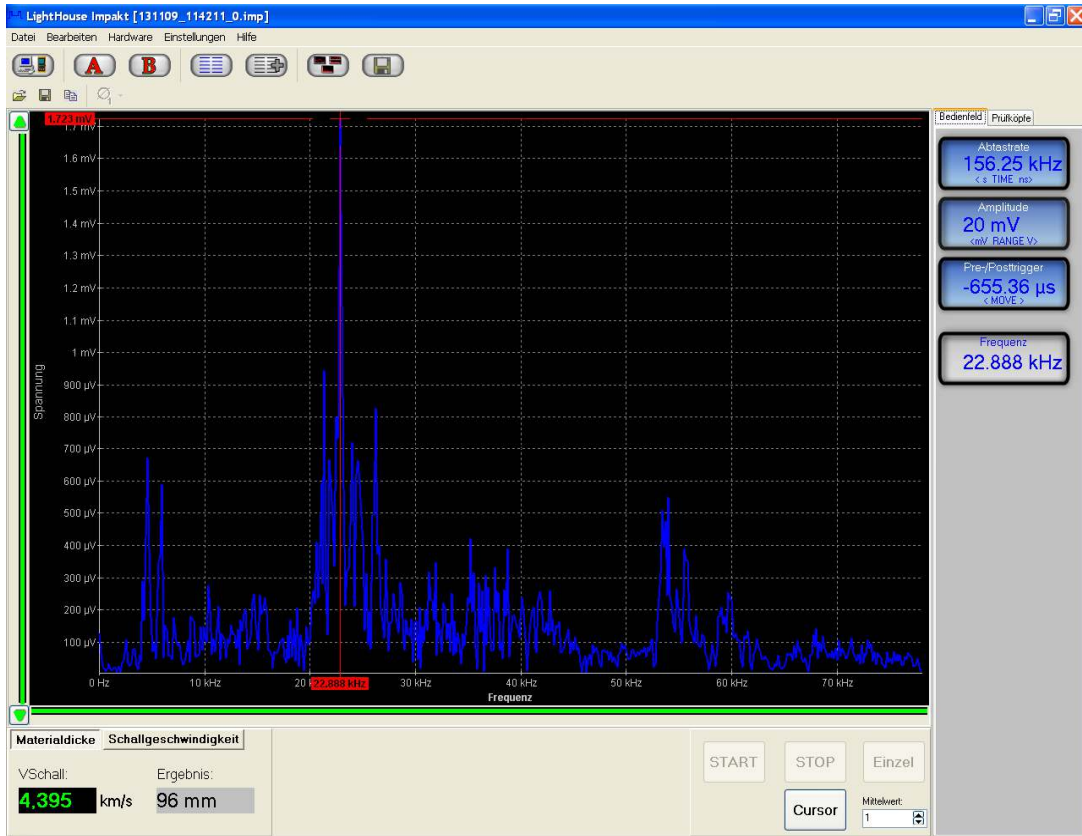 LightHouse Impakt [131109_114211_0.imp]
Datei Bearbeiten Hardware Einstellungen Hilfe
A B
1
Bedienfeld Prüfköpfe
1.723 mV
1.7 mV
1.6 mV
1.5 mV
1.4 mV
1.3 mV
1.2 mV
1.1 mV
1 mV
900 µV
800 µV
700 µV
600 µV
500 µV
400 µV
300 µV
200 µV
100 µV
Spannung
0 Hz 10 kHz 20 22.888 kHz 30 kHz 40 kHz 50 kHz 60 kHz 70 kHz
Frequenz
Abtastrate
156.25 kHz
< s TIME ns>
Amplitude
20 mV
<mV RANGE V>
Pre-/Posttrigger
-655.36 µs
< MOVE >
Frequenz
22.888 kHz
Materialdicke Schallgeschwindigkeit
VSchall: Ergebnis:
4,395 km/s 96 mm
START STOP Einzel
Cursor
Mittelwert:
1